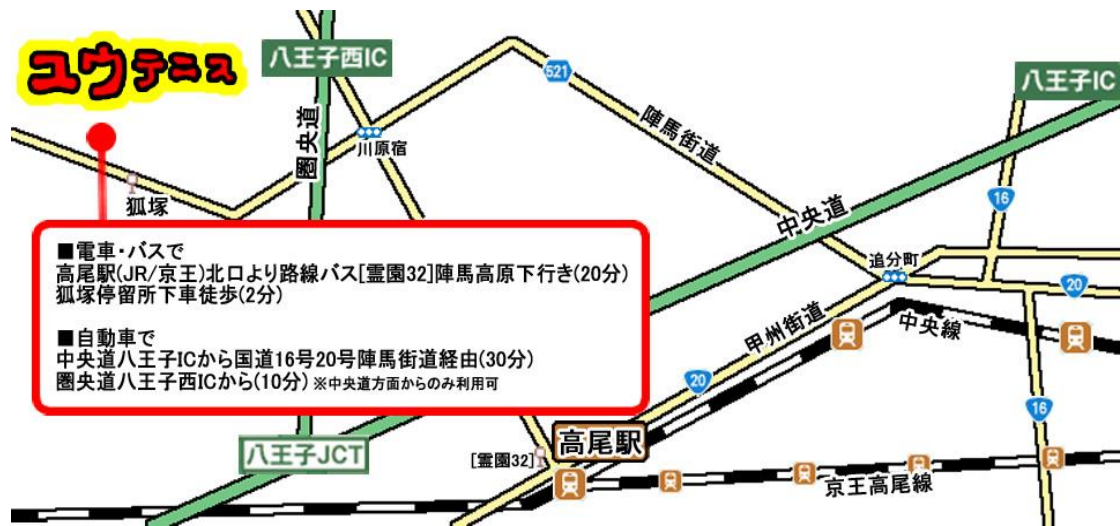 ユウテニス
八王子西IC
521
八王子IC
陣馬街道
圏央道
川原宿
狐塚
中央道
16
追分町
20
■電車・バスで
高尾駅(JR/京王)北口より路線バス[霊園32]陣馬高原下行き(20分)
狐塚停留所下車徒歩(2分)
■自動車で
中央道八王子ICから国道16号20号陣馬街道経由(30分)
圏央道八王子西ICから(10分)※中央道方面からのみ利用可
甲州街道
中央線
20
16
八王子JCT
[霊園32]
高尾駅
京王高尾線